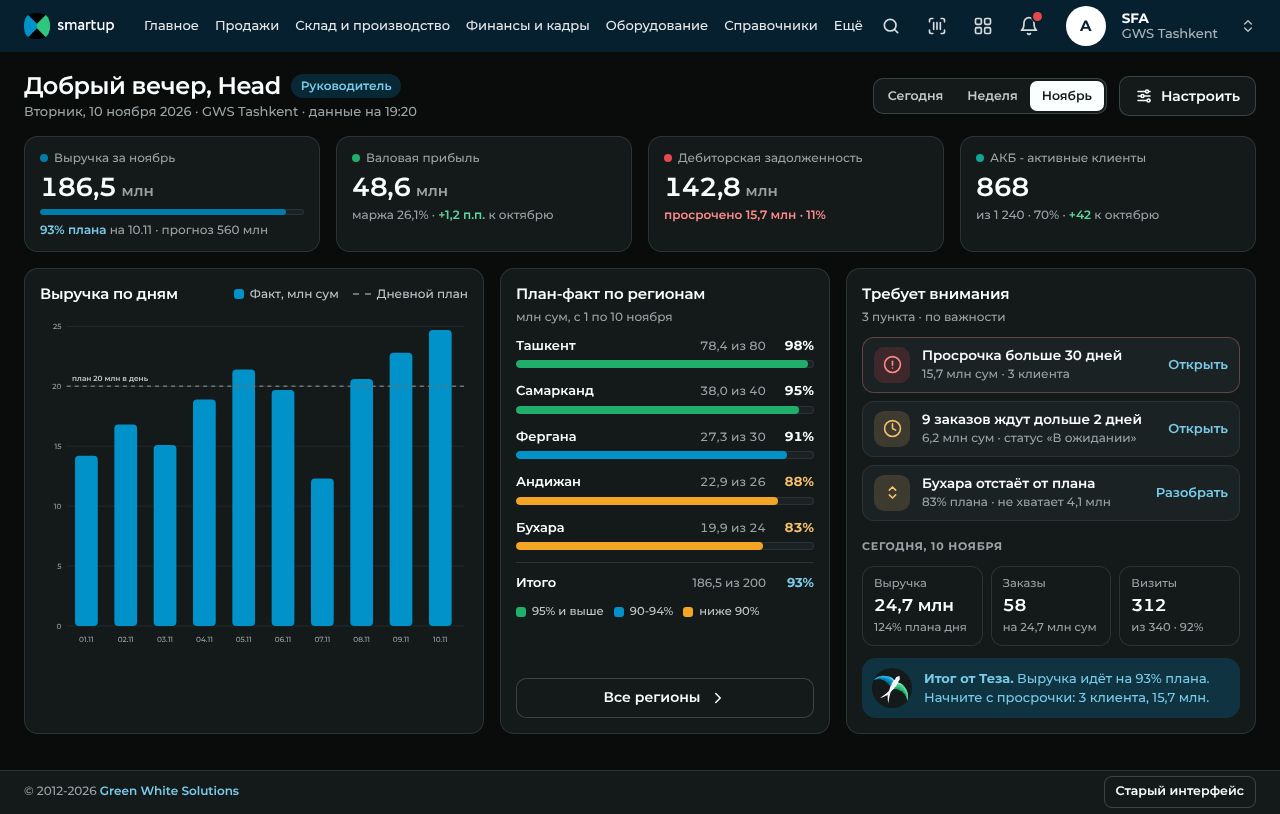 smartup
Главное Продажи Склад и производство Финансы и кадры Оборудование Справочники Ещё
A
SFA
GWS Tashkent
Добрый вечер, Head Руководитель
Вторник, 10 ноября 2026 · GWS Tashkent · данные на 19:20
Сегодня Неделя Ноябрь
Настроить
Выручка за ноябрь
186,5 млн
93% плана на 10.11 · прогноз 560 млн
Валовая прибыль
48,6 млн
маржа 26,1% · +1,2 п.п. к октябрю
Дебиторская задолженность
142,8 млн
просрочено 15,7 млн · 11%
АКБ - активные клиенты
868
из 1 240 · 70% · +42 к октябрю
Выручка по дням
Факт, млн сум
Дневной план
25
план 20 млн в день
20
15
10
5
0
01.11 02.11 03.11 04.11 05.11 06.11 07.11 08.11 09.11 10.11
План-факт по регионам
млн сум, с 1 по 10 ноября
Ташкент 78,4 из 80 98%
Самарканд 38,0 из 40 95%
Фергана 27,3 из 30 91%
Андижан 22,9 из 26 88%
Бухара 19,9 из 24 83%
Итого 186,5 из 200 93%
95% и выше 90-94% ниже 90%
Все регионы
Требует внимания
3 пункта · по важности
Просрочка больше 30 дней
15,7 млн сум · 3 клиента
Открыть
9 заказов ждут дольше 2 дней
6,2 млн сум · статус «В ожидании»
Открыть
Бухара отстаёт от плана
83% плана · не хватает 4,1 млн
Разобрать
СЕГОДНЯ, 10 НОЯБРЯ
Выручка
24,7 млн
124% плана дня
Заказы
58
на 24,7 млн сум
Визиты
312
из 340 · 92%
Итог от Теза. Выручка идёт на 93% плана.
Начните с просрочки: 3 клиента, 15,7 млн.
© 2012-2026 Green White Solutions
Старый интерфейс